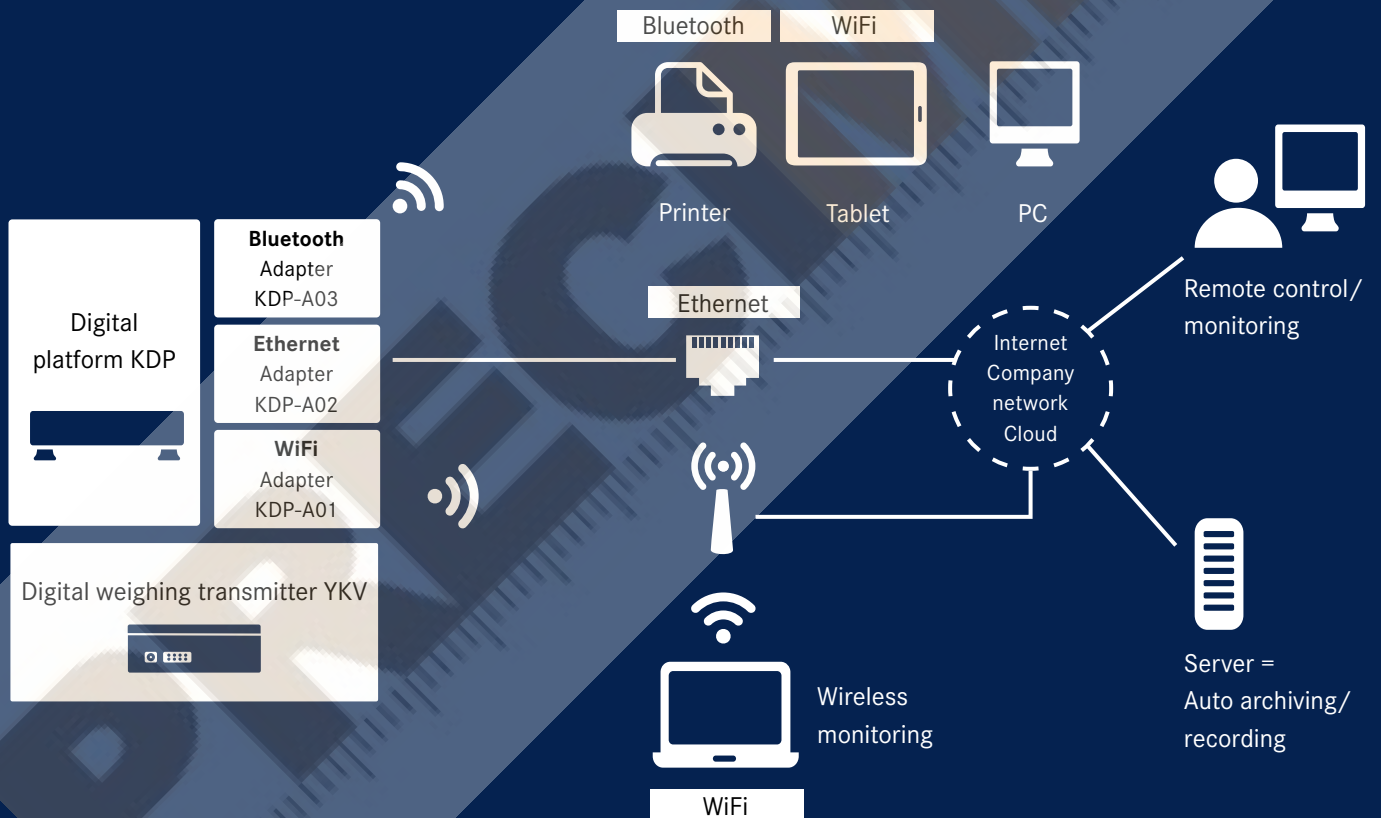 Bluetooth
WiFi
Printer
Tablet
PC
Digital
platform KDP
Bluetooth
Adapter
KDP-A03
Ethernet
Adapter
KDP-A02
WiFi
Adapter
KDP-A01
Digital weighing transmitter YKV
Ethernet
Internet
Company
network
Cloud
Remote control/
monitoring
Wireless
monitoring
WiFi
Server =
Auto archiving/
recording